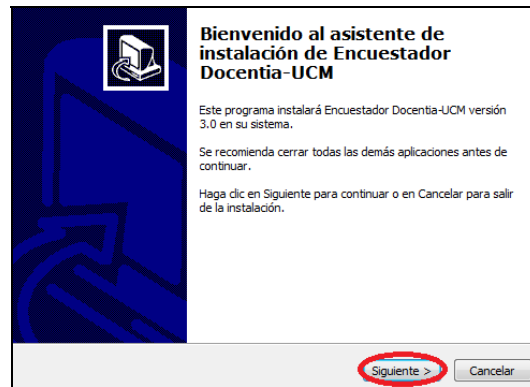 Bienvenido al asistente de
instalación de Encuestador
Docentia-UCM
Este programa instalará Encuestador Docentia-UCM versión
3.0 en su sistema.
Se recomienda cerrar todas las demás aplicaciones antes de
continuar.
Haga clic en Siguiente para continuar o en Cancelar para salir
de la instalación.
Siguiente >
Cancelar